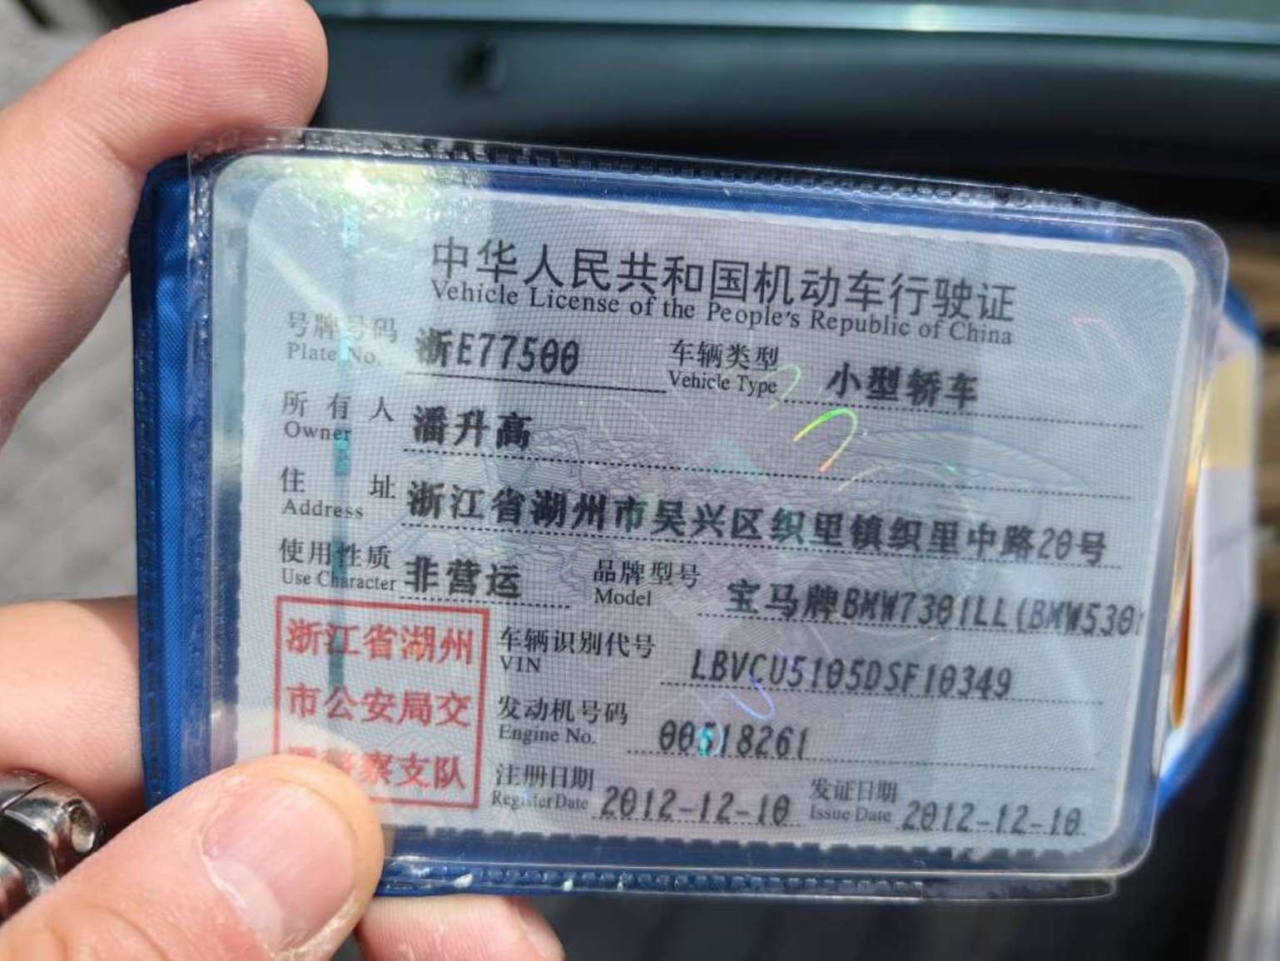 中华人民共和国机动车行驶证
Vehicle License of the People's Republic of China
号牌号码 浙E77500 车辆类型 小型轿车
Plate No. Vehicle Type
所有人 潘升高
Owner
住址 浙江省湖州市吴兴区织里镇织里中路20号
Address
使用性质 非营运 品牌型号 宝马牌BMW7301LL(BMW530
Use Character Model
浙江省湖州
市公安局交
警察支队
车辆识别代号 LBVCU5105DSF10349
VIN
发动机号码 00518261
Engine No.
注册日期 2012-12-10 发证日期 2012-12-10
Register Date Issue Date